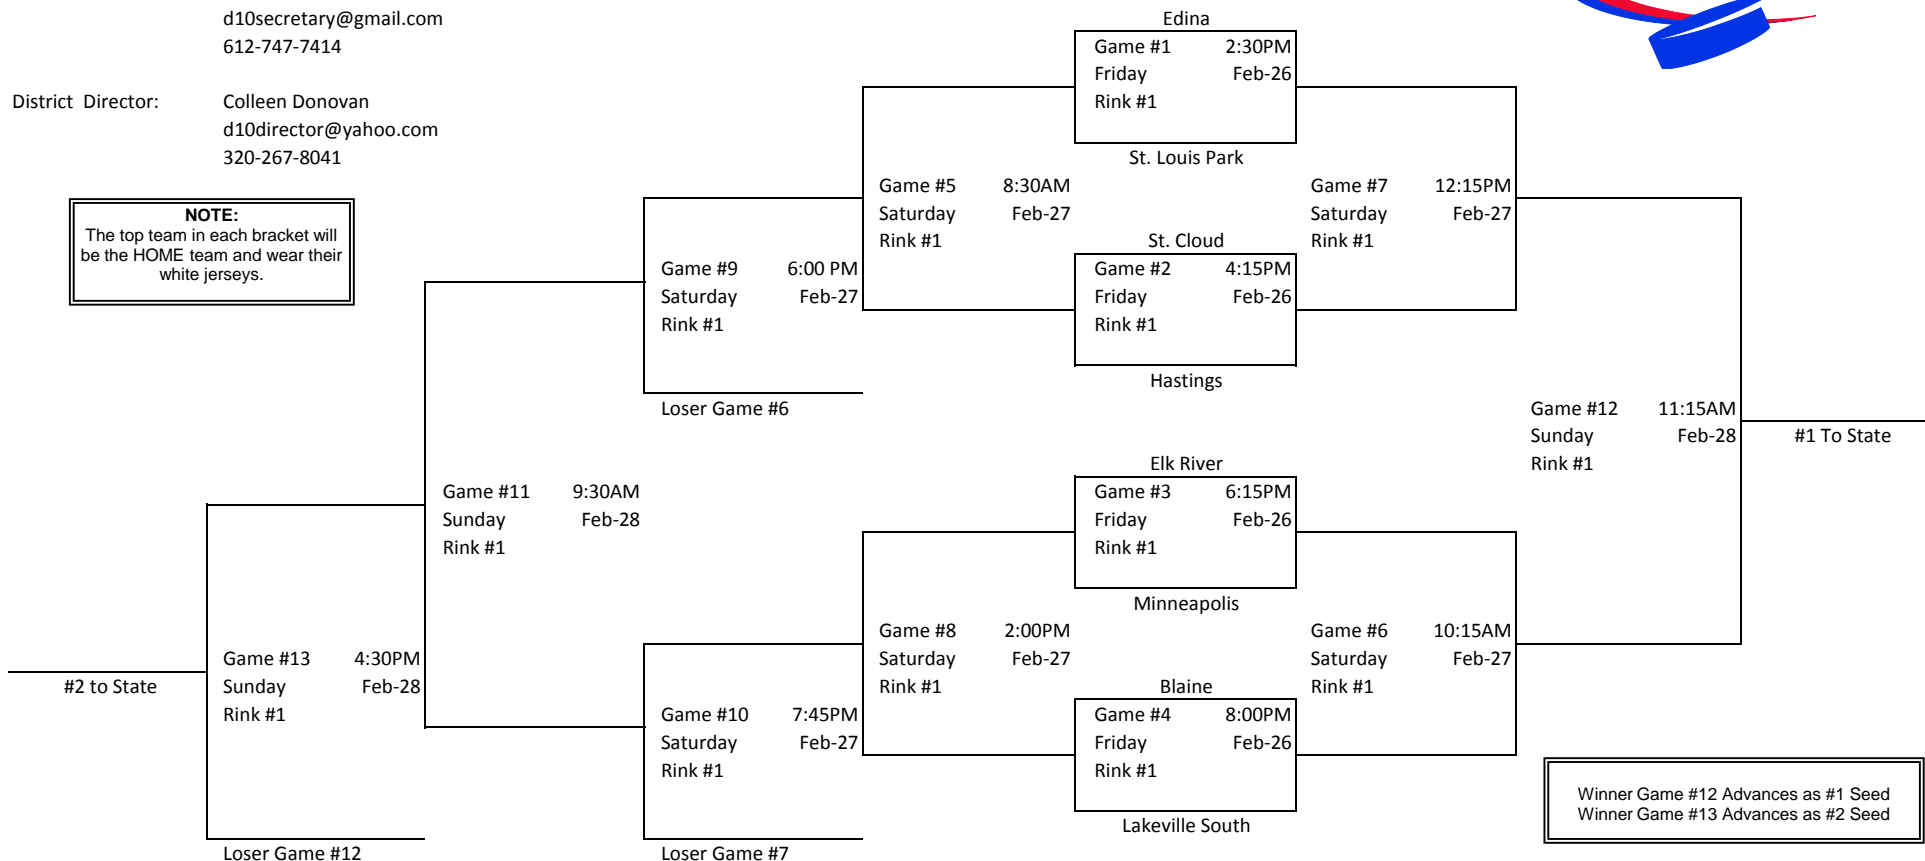 d10secretary@gmail.com
612-747-7414
District Director: Colleen Donovan
d10director@yahoo.com
320-267-8041
NOTE:
The top team in each bracket will
be the HOME team and wear their
white jerseys.
Edina
Game #1 2:30PM
Friday Feb-26
Rink #1
St. Louis Park
Game #5 8:30AM
Saturday Feb-27
Rink #1
Game #7 12:15PM
Saturday Feb-27
Rink #1
St. Cloud
Game #2 4:15PM
Friday Feb-26
Rink #1
Hastings
Game #9 6:00 PM
Saturday Feb-27
Rink #1
Loser Game #6
Game #12 11:15AM
Sunday Feb-28
Rink #1
#1 To State
Elk River
Game #3 6:15PM
Friday Feb-26
Rink #1
Minneapolis
Game #11 9:30AM
Sunday Feb-28
Rink #1
Game #8 2:00PM
Saturday Feb-27
Rink #1
Game #6 10:15AM
Saturday Feb-27
Rink #1
Game #13 4:30PM
Sunday Feb-28
Rink #1
#2 to State
Blaine
Game #4 8:00PM
Friday Feb-26
Rink #1
Lakeville South
Game #10 7:45PM
Saturday Feb-27
Rink #1
Loser Game #12
Loser Game #7
Winner Game #12 Advances as #1 Seed
Winner Game #13 Advances as #2 Seed